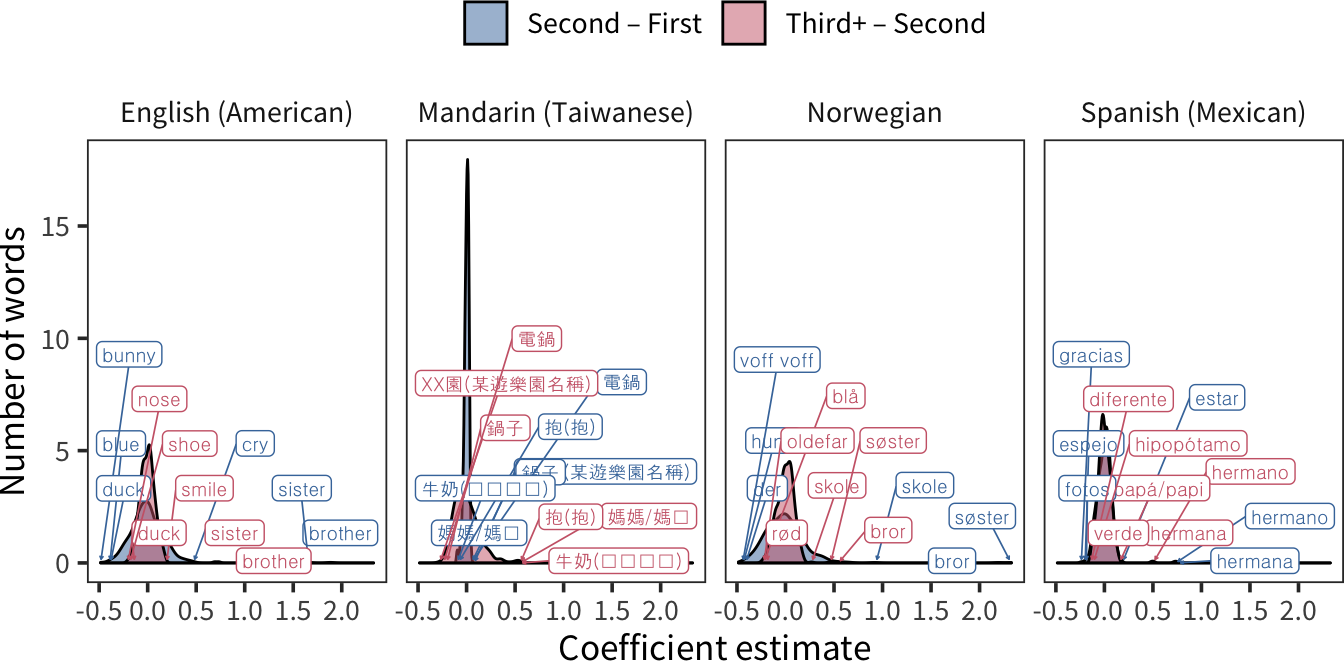 Second – First
Third+ – Second
English (American)
Mandarin (Taiwanese)
Norwegian
Spanish (Mexican)
Number of words
15
10
5
0
bunny
nose
blue
shoe
cry
duck
smile
sister
duck
sister
brother
brother
電鍋
XX園(某遊樂園名稱)
電鍋
鍋子
抱(抱)
鍋子
(某遊樂園名稱)
牛奶(□□□□)
抱(抱)
媽媽/媽□
媽媽/媽□
牛奶(□□□□)
voff voff
blå
oldefar
søster
skole
skole
søster
rød
bror
bror
gracias
diferente
estar
espejo
hipopótamo
hermano
fotos
papá/papi
hermano
verde
hermana
hermana
-0.5 0.0 0.5 1.0 1.5 2.0
-0.5 0.0 0.5 1.0 1.5 2.0
-0.5 0.0 0.5 1.0 1.5 2.0
-0.5 0.0 0.5 1.0 1.5 2.0
Coefficient estimate